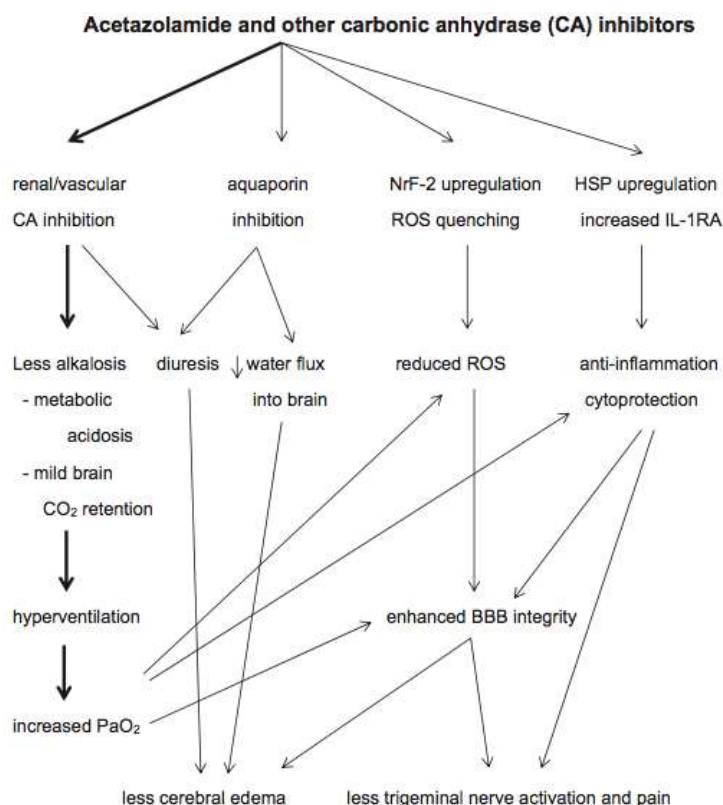 Acetazolamide and other carbonic anhydrase (CA) inhibitors
renal/vascular
CA inhibition
aquaporin
inhibition
NrF-2 upregulation
ROS quenching
HSP upregulation
increased IL-1RA
Less alkalosis
- metabolic
acidosis
- mild brain
CO₂ retention
diuresis
↓ water flux
into brain
reduced ROS
anti-inflammation
cytoprotection
hyperventilation
enhanced BBB integrity
increased PaO₂
less cerebral edema
less trigeminal nerve activation and pain